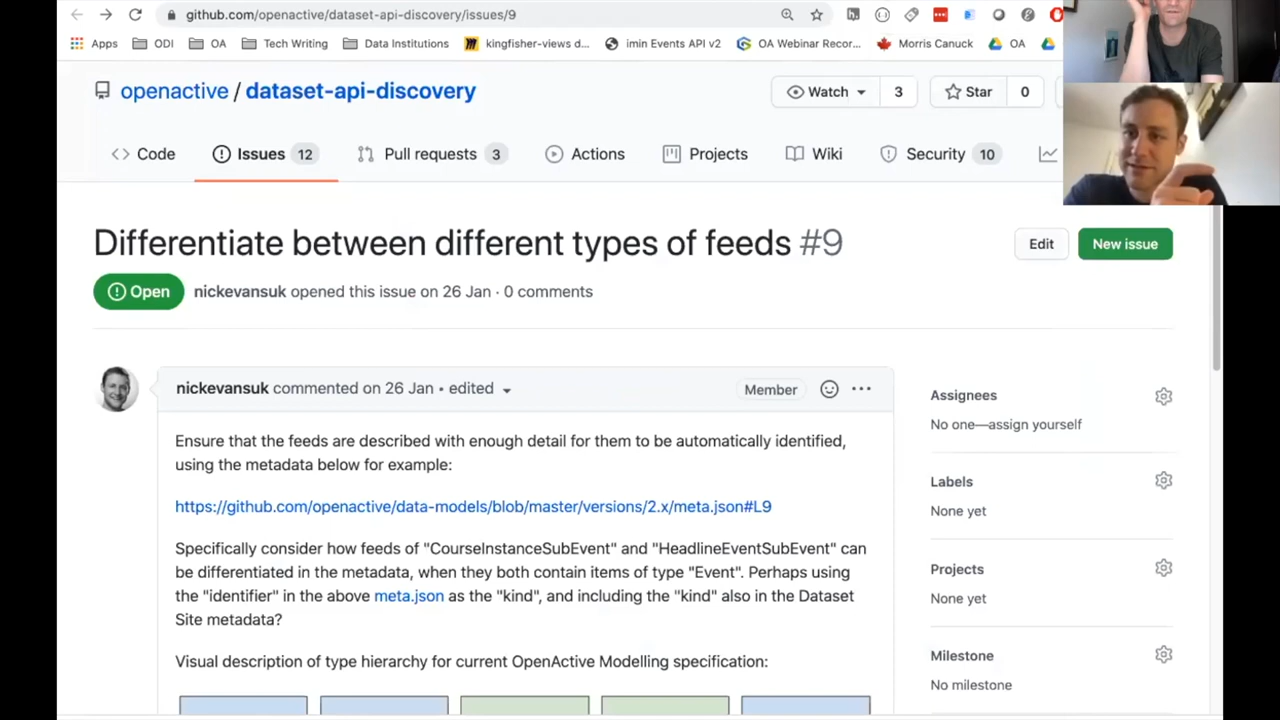 github.com/openactive/dataset-api-discovery/issues/9
Apps ODI OA Tech Writing Data Institutions kingfisher-views d... imin Events API v2 OA Webinar Recor... Morris Canuck OA
openactive / dataset-api-discovery
Watch 3 Star 0
Code Issues 12 Pull requests 3 Actions Projects Wiki Security 10
Differentiate between different types of feeds #9
Edit New issue
Open nickevansuk opened this issue on 26 Jan · 0 comments
nickevansuk commented on 26 Jan • edited Member
Ensure that the feeds are described with enough detail for them to be automatically identified,
using the metadata below for example:
https://github.com/openactive/data-models/blob/master/versions/2.x/meta.json#L9
Specifically consider how feeds of "CourseInstanceSubEvent" and "HeadlineEventSubEvent" can
be differentiated in the metadata, when they both contain items of type "Event". Perhaps using
the "identifier" in the above meta.json as the "kind", and including the "kind" also in the Dataset
Site metadata?
Visual description of type hierarchy for current OpenActive Modelling specification:
Assignees
No one—assign yourself
Labels
None yet
Projects
None yet
Milestone
No milestone